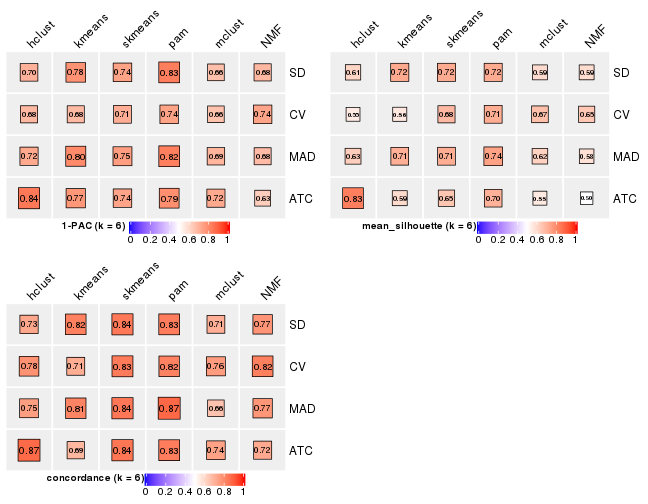 hclust kmeans skmeans pam mclust NMF
0.70 0.78 0.74 0.83 0.66 0.68 SD
0.68 0.68 0.71 0.74 0.66 0.74 CV
0.72 0.80 0.75 0.82 0.69 0.68 MAD
0.84 0.77 0.74 0.79 0.72 0.63 ATC
1-PAC (k = 6)
0 0.2 0.4 0.6 0.8 1
hclust kmeans skmeans pam mclust NMF
0.61 0.72 0.72 0.72 0.59 0.59 SD
0.56 0.68 0.71 0.67 0.65 CV
0.63 0.71 0.71 0.74 0.62 0.58 MAD
0.83 0.59 0.65 0.70 0.55 0.50 ATC
mean_silhouette (k = 6)
0 0.2 0.4 0.6 0.8 1
hclust kmeans skmeans pam mclust NMF
0.73 0.82 0.84 0.83 0.71 0.77 SD
0.78 0.71 0.83 0.82 0.76 0.82 CV
0.75 0.81 0.84 0.87 0.66 0.77 MAD
0.87 0.69 0.84 0.83 0.74 0.72 ATC
concordance (k = 6)
0 0.2 0.4 0.6 0.8 1